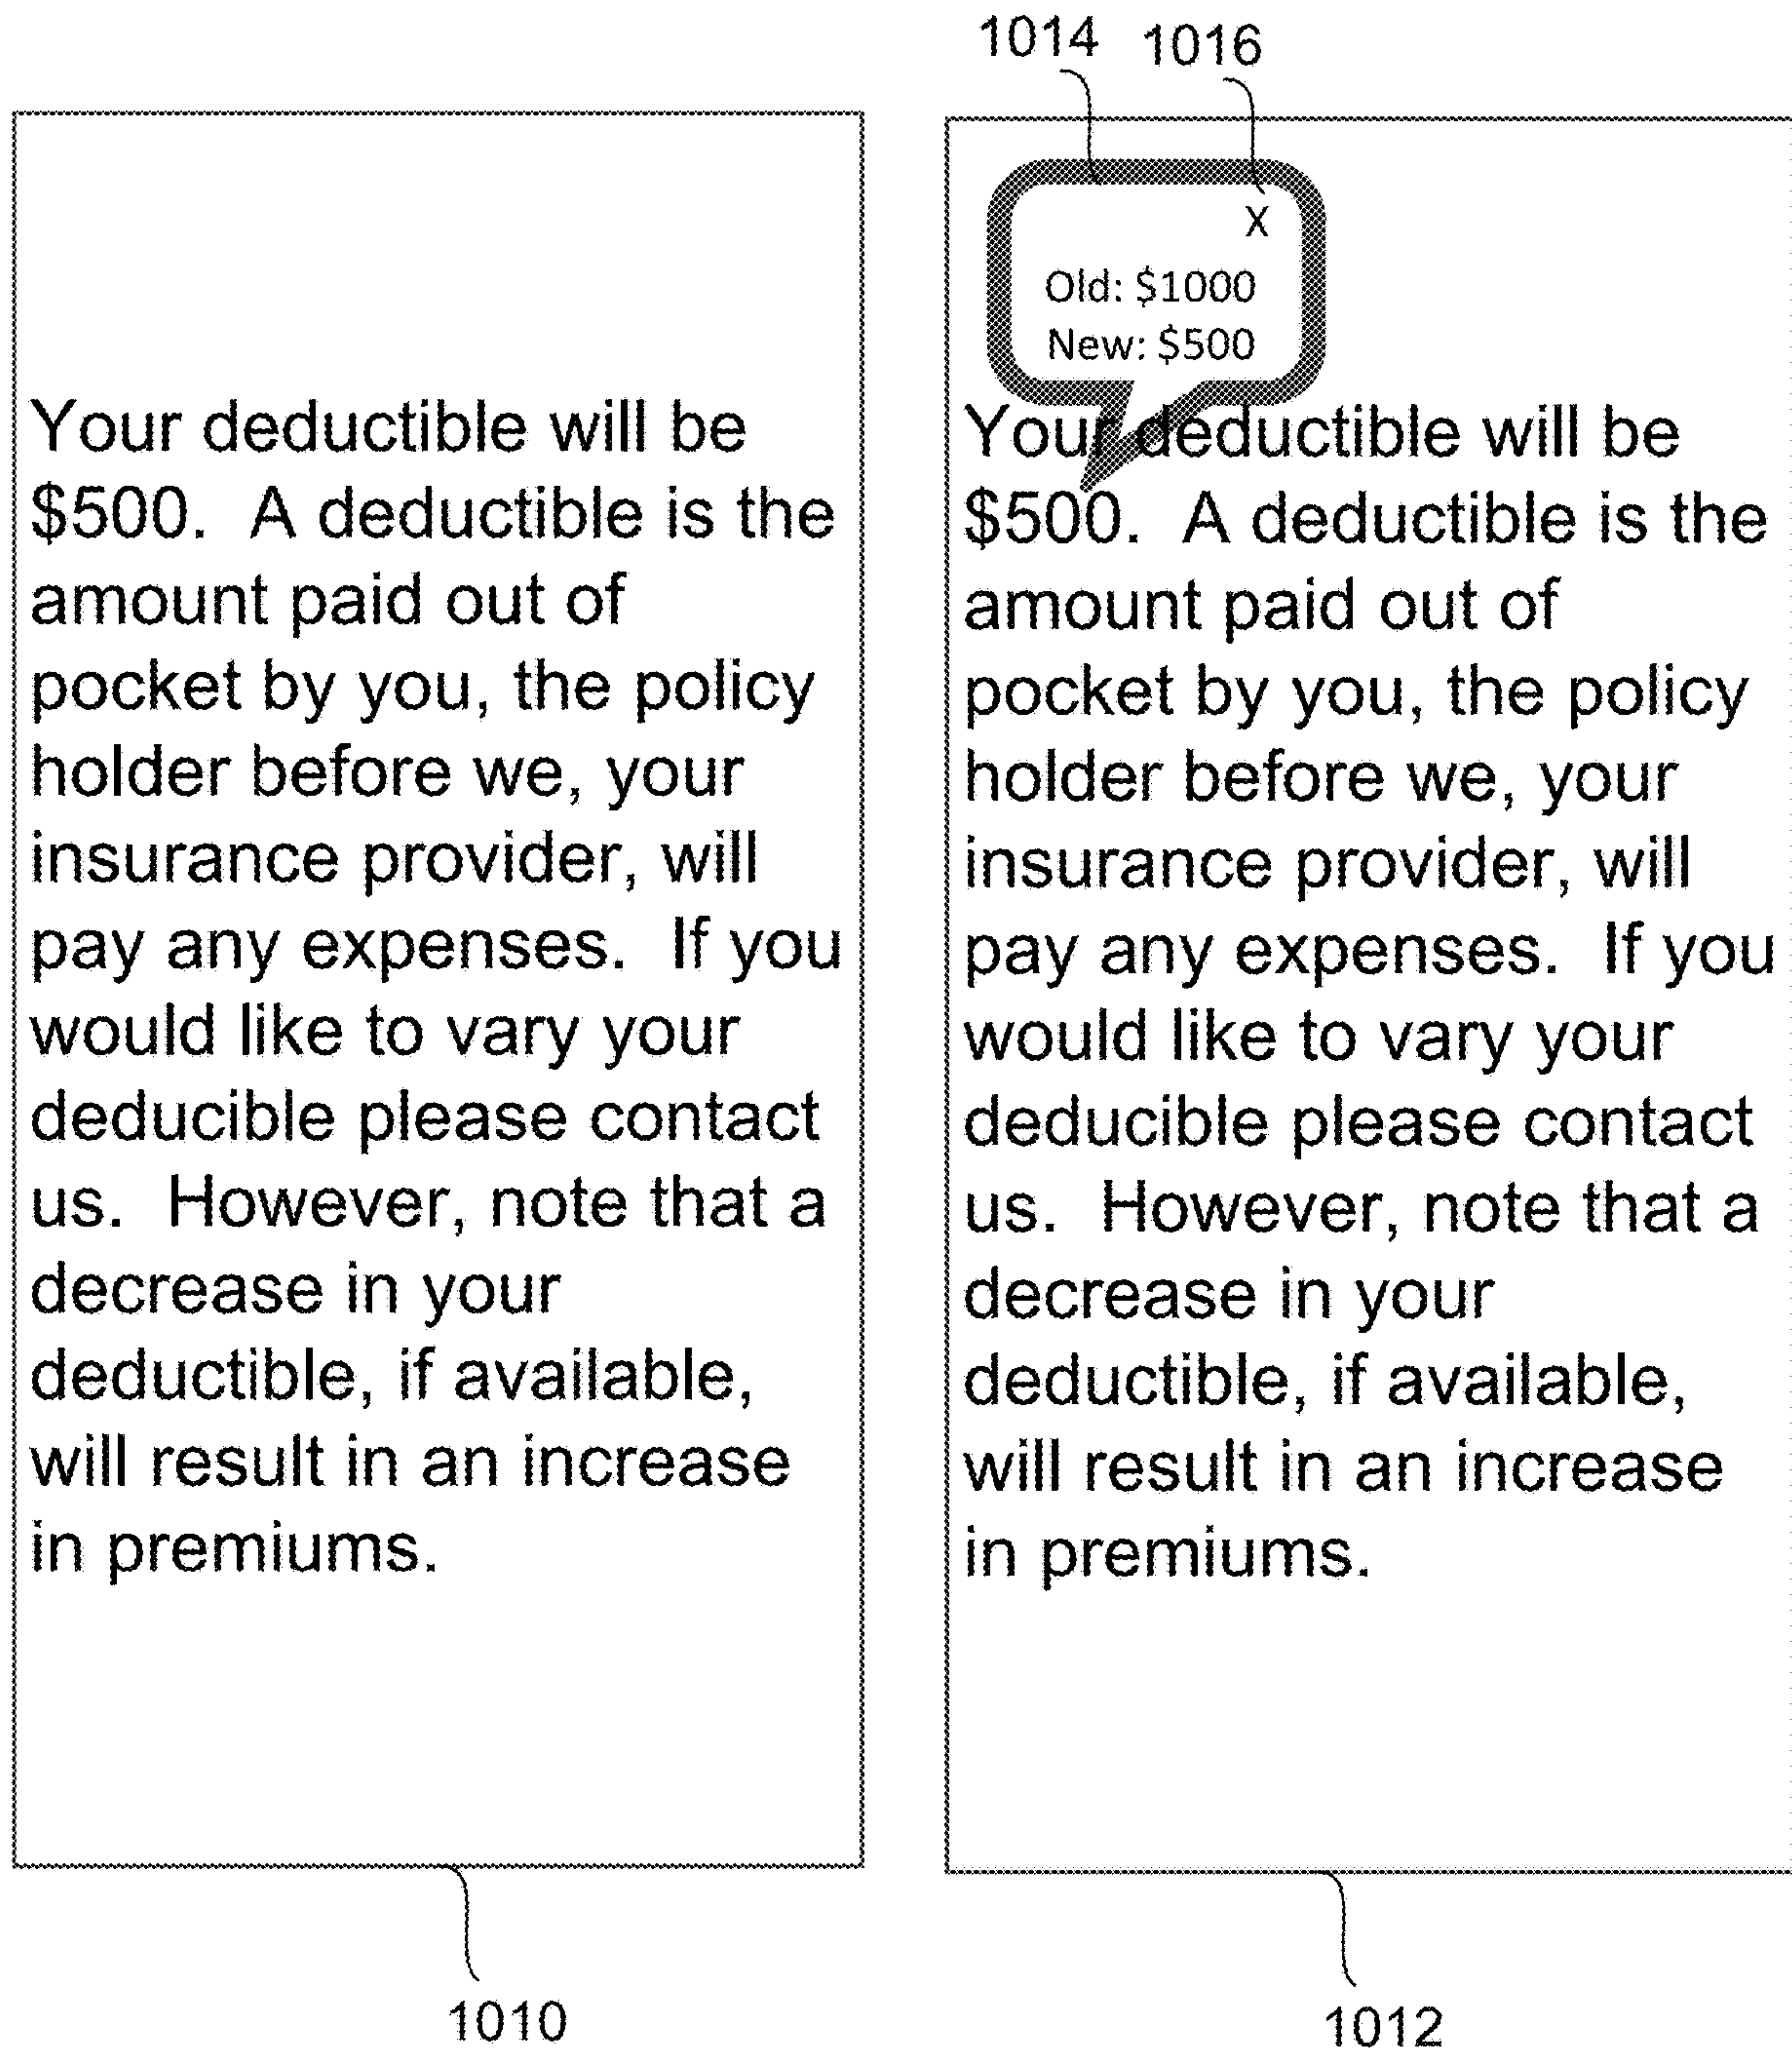 1014 1016
Your deductible will be
$500.  A deductible is the
amount paid out of
pocket by you, the policy
holder before we, your
insurance provider, will
pay any expenses.  If you
would like to vary your
deducible please contact
us.  However, note that a
decrease in your
deductible, if available,
will result in an increase
in premiums.
1010
X
Old: $1000
New: $500
Your deductible will be
$500.  A deductible is the
amount paid out of
pocket by you, the policy
holder before we, your
insurance provider, will
pay any expenses.  If you
would like to vary your
deducible please contact
us.  However, note that a
decrease in your
deductible, if available,
will result in an increase
in premiums.
1012